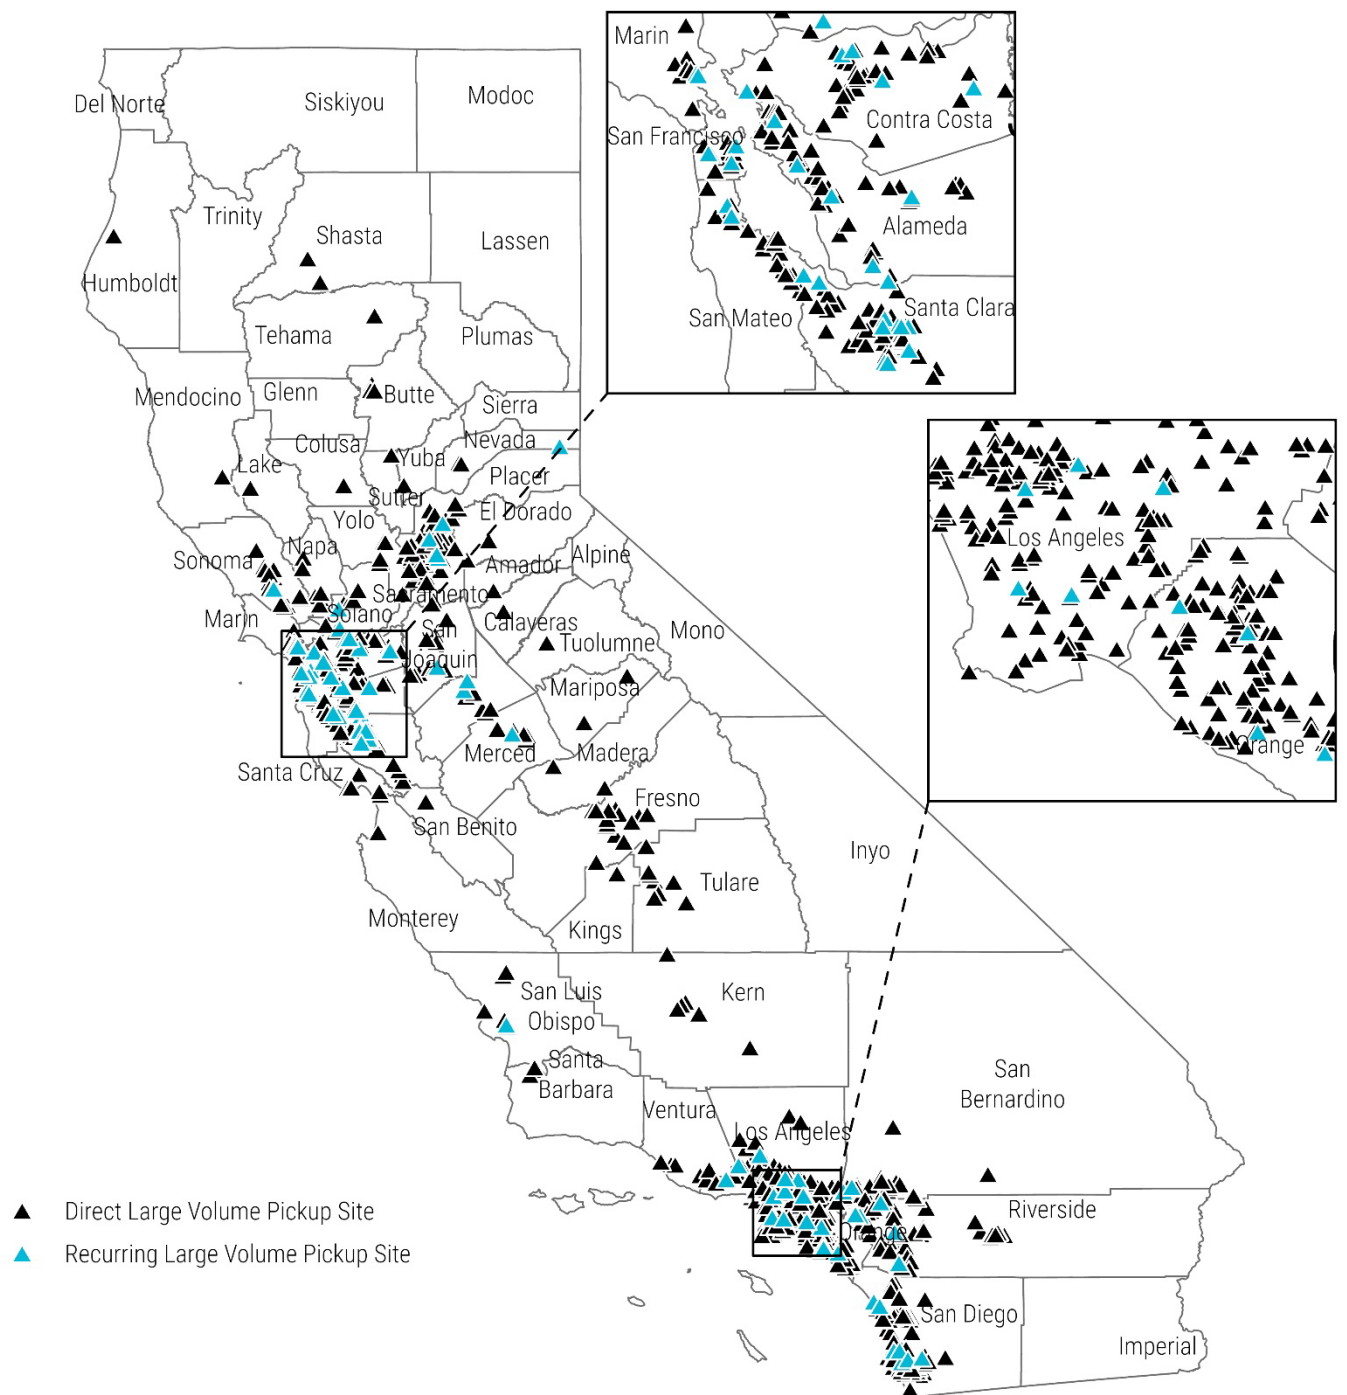 Marin
Contra Costa
San Francisco
Alameda
Santa Clara
San Mateo
Del Norte
Siskiyou
Modoc
Trinity
Shasta
Lassen
Humboldt
Tehama
Plumas
Mendocino
Glenn
Butte
Sierra
Colusa
Nevada
Lake
Yuba
Placer
Sutter
El Dorado
Yolo
Los Angeles
Orange
Sonoma
Napa
Amador
Alpine
Sacramento
Marin
Solano
Calaveras
San
Joaquin
Tuolumne
Mono
Mariposa
Merced
Madera
Santa Cruz
Fresno
San Benito
Inyo
Tulare
Monterey
Kings
San Luis
Obispo
Kern
Santa
Barbara
San
Bernardino
Ventura
Los Angeles
Riverside
Orange
San Diego
Imperial
Direct Large Volume Pickup Site
Recurring Large Volume Pickup Site